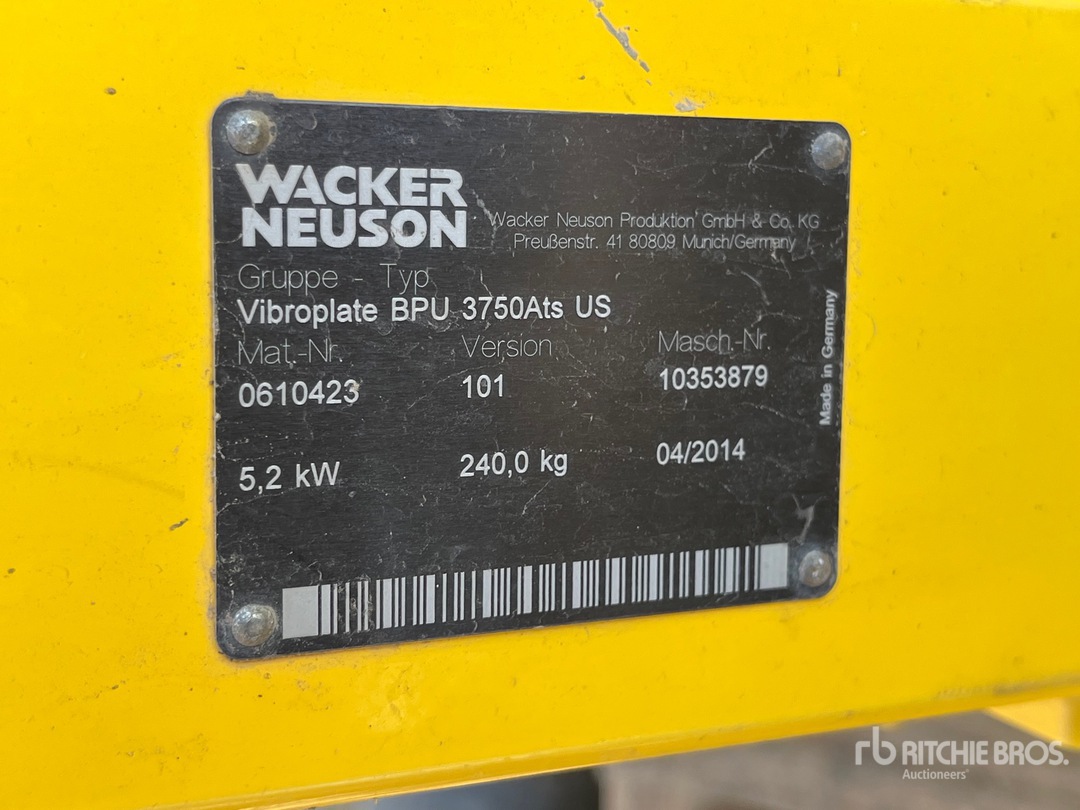 WACKER
NEUSON
Wacker Neuson Produktion GmbH & Co. KG
Preußenstr. 41 80809 Munich/Germany
Gruppe - Typ
Vibroplate BPU 3750Ats US
Mat.-Nr. Version Masch.-Nr.
0610423 101 10353879
5,2 kW 240,0 kg 04/2014
Made in Germany
rb RITCHIE BROS.
Auctioneers